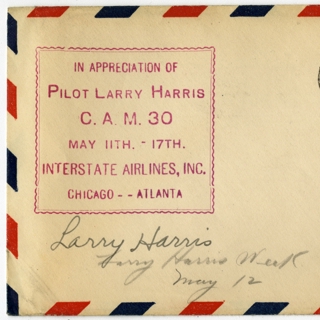 IN APPRECIATION OF
PILOT LARRY HARRIS
C. A. M. 30
MAY 11TH. - 17TH.
INTERSTATE AIRLINES, INC.
CHICAGO - - ATLANTA
Larry Harris
Larry Harris Week
May 12